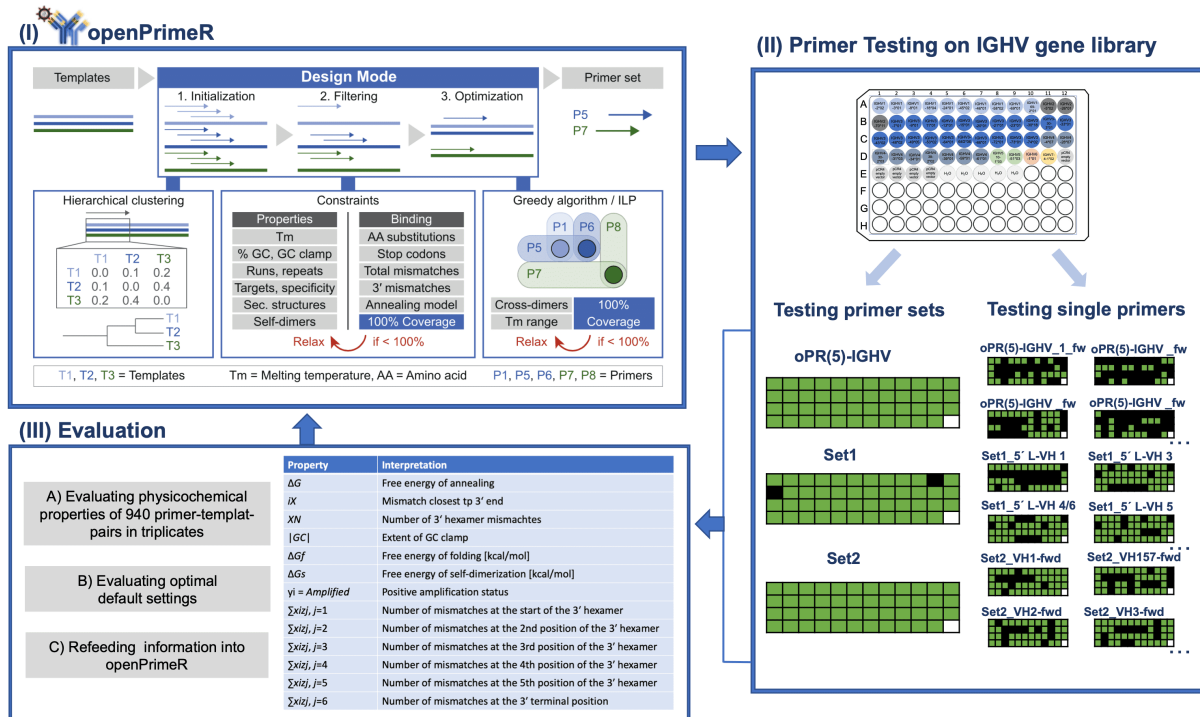 (I) openPrimeR
Templates
Design Mode
Primer set
1. Initialization
2. Filtering
3. Optimization
P5
P7
Hierarchical clustering
T1 T2 T3
T1 0.0 0.1 0.2
T2 0.1 0.0 0.4
T3 0.2 0.4 0.0
T1
T2
T3
Constraints
Properties
Tm
% GC, GC clamp
Runs, repeats
Targets, specificity
Sec. structures
Self-dimers
Binding
AA substitutions
Stop codons
Total mismatches
3′ mismatches
Annealing model
100% Coverage
Relax if < 100%
Greedy algorithm / ILP
P1 P6 P8
P5
P7
Cross-dimers
Tm range
100%
Coverage
Relax if < 100%
T1, T2, T3 = Templates Tm = Melting temperature, AA = Amino acid P1, P5, P6, P7, P8 = Primers
(II) Primer Testing on IGHV gene library
1 2 3 4 5 6 7 8 9 10 11 12
A
B
C
D
E
F
G
H
H₂O H₂O H₂O H₂O H₂O
Testing primer sets
oPR(5)-IGHV
Set1
Set2
Testing single primers
oPR(5)-IGHV_1_fw oPR(5)-IGHV _fw
oPR(5)-IGHV _fw oPR(5)-IGHV _fw
...
Set1_5´ L-VH 1 Set1_5´ L-VH 3
Set1_5´ L-VH 4/6 Set1_5´ L-VH 5
...
Set2_VH1-fwd Set2_VH157-fwd
Set2_VH2-fwd Set2_VH3-fwd
...
(III) Evaluation
A) Evaluating physicochemical
properties of 940 primer-templat-
pairs in triplicates
B) Evaluating optimal
default settings
C) Refeeding information into
openPrimeR
Property Interpretation
ΔG Free energy of annealing
iX Mismatch closest tp 3′ end
XN Number of 3′ hexamer mismachtes
|GC| Extent of GC clamp
ΔGf Free energy of folding [kcal/mol]
ΔGs Free energy of self-dimerization [kcal/mol]
yi = Amplified Positive amplification status
∑xizj, j=1 Number of mismatches at the start of the 3′ hexamer
∑xizj, j=2 Number of mismatches at the 2nd position of the 3′ hexamer
∑xizj, j=3 Number of mismatches at the 3rd position of the 3′ hexamer
∑xizj, j=4 Number of mismatches at the 4th position of the 3′ hexamer
∑xizj, j=5 Number of mismatches at the 5th position of the 3′ hexamer
∑xizj, j=6 Number of mismatches at the 3′ terminal position